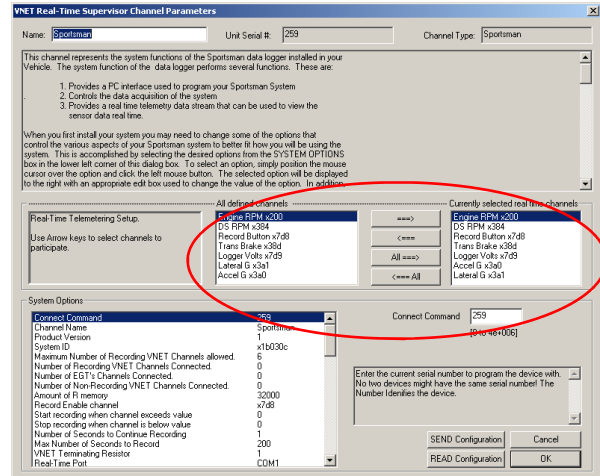 VNET Real-Time Supervisor Channel Parameters
Name: Sportsman Unit Serial #: 259 Channel Type: Sportsman
This channel represents the system functions of the Sportsman data logger installed in your
Vehicle. The system function of the data logger performs several functions. These are:
1. Provides a PC interface used to program your Sportsman System
. 2. Controls the data acquisition of the system
3. Provides a real time telemetry data stream that can be used to view the
sensor data real time.
When you first install your system you may need to change some of the options that
control the various aspects of your Sportsman system to better fit how you will be using the
system. This is accomplished by selecting the desired options from the SYSTEM OPTIONS
box in the lower left corner of this dialog box. To select an option, simply position the mouse
cursor over the option and click the left mouse button. The selected option will be displayed
to the right with an appropriate edit box used to change the value of the option. In addition,
Real-Time Telemetering Setup.
Use Arrow keys to select channels to
participate.
All defined channels
Engine RPM x200
DS RPM x384
Record Button x7d8
Trans Brake x38d
Logger Volts x7d9
Lateral G x3a1
Accel G x3a0
===>
<===
All ===>
<=== All
Currently selected real time channels
Engine RPM x200
DS RPM x384
Record Button x7d8
Trans Brake x38d
Logger Volts x7d9
Accel G x3a0
Lateral G x3a1
System Options
Connect Command 259
Channel Name Sportsman
Product Version 1
System ID x1b030c
Maximum Number of Recording VNET Channels allowed. 6
Number of Recording VNET Channels Connected. 0
Number of EGT's Channels Connected. 0
Number of Non-Recording VNET Channels Connected. 0
Amount of R memory 32000
Record Enable channel x7d8
Start recording when channel exceeds value 0
Stop recording when channel is below value 0
Number of Seconds to Continue Recording 1
Max Number of Seconds to Record 200
VNET Terminating Resistor 1
Real-Time Port COM1
Connect Command 259
[0 to 4e+006]
Enter the current serial number to program the device with.
No two devices might have the same serial number! The
Number Idenifies the device.
SEND Configuration Cancel
READ Configuration OK